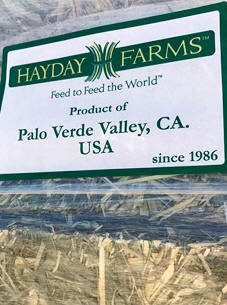 HAYDAY FARMS™
Feed to Feed the World™
Product of
Palo Verde Valley, CA.
USA
since 1986